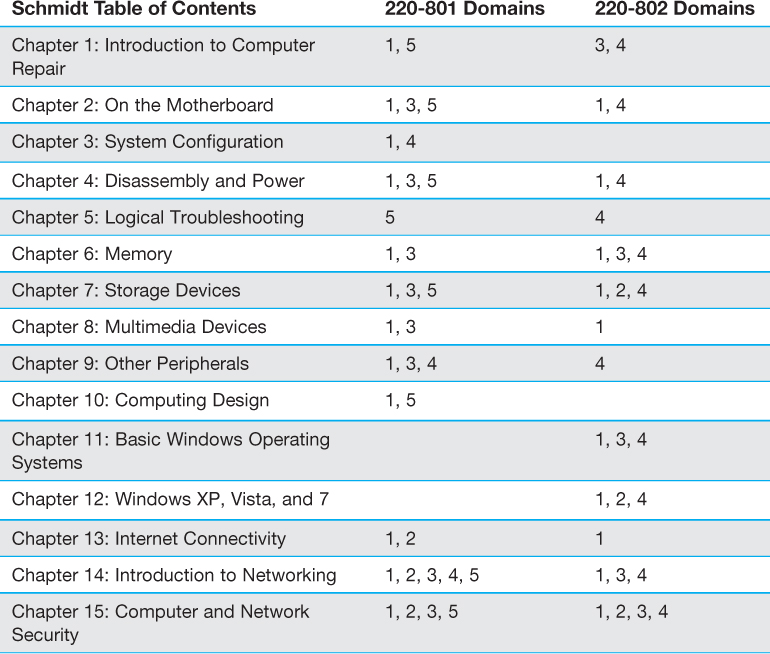 Schmidt Table of Contents 220-801 Domains 220-802 Domains
Chapter 1: Introduction to Computer 1, 5 3, 4
Repair
Chapter 2: On the Motherboard 1, 3, 5 1, 4
Chapter 3: System Configuration 1, 4
Chapter 4: Disassembly and Power 1, 3, 5 1, 4
Chapter 5: Logical Troubleshooting 5 4
Chapter 6: Memory 1, 3 1, 3, 4
Chapter 7: Storage Devices 1, 3, 5 1, 2, 4
Chapter 8: Multimedia Devices 1, 3 1
Chapter 9: Other Peripherals 1, 3, 4 4
Chapter 10: Computing Design 1, 5
Chapter 11: Basic Windows Operating 1, 3, 4
Systems
Chapter 12: Windows XP, Vista, and 7 1, 2, 4
Chapter 13: Internet Connectivity 1, 2 1
Chapter 14: Introduction to Networking 1, 2, 3, 4, 5 1, 3, 4
Chapter 15: Computer and Network 1, 2, 3, 5 1, 2, 3, 4
Security